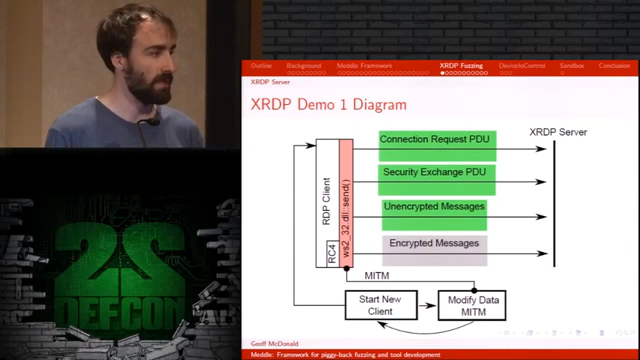 Outline Background Meddle Framework XRDP Fuzzing DeviceIoControl Sandbox Conclusion
XRDP Server
XRDP Demo 1 Diagram
XRDP Server
Connection Request PDU
Security Exchange PDU
Unencrypted Messages
Encrypted Messages
RDP Client
RC4
ws2_32.dll::send()
MITM
Start New
Client
Modify Data
MITM
Geoff McDonald
Meddle: Framework for piggy-back fuzzing and tool development
22
DEFCON